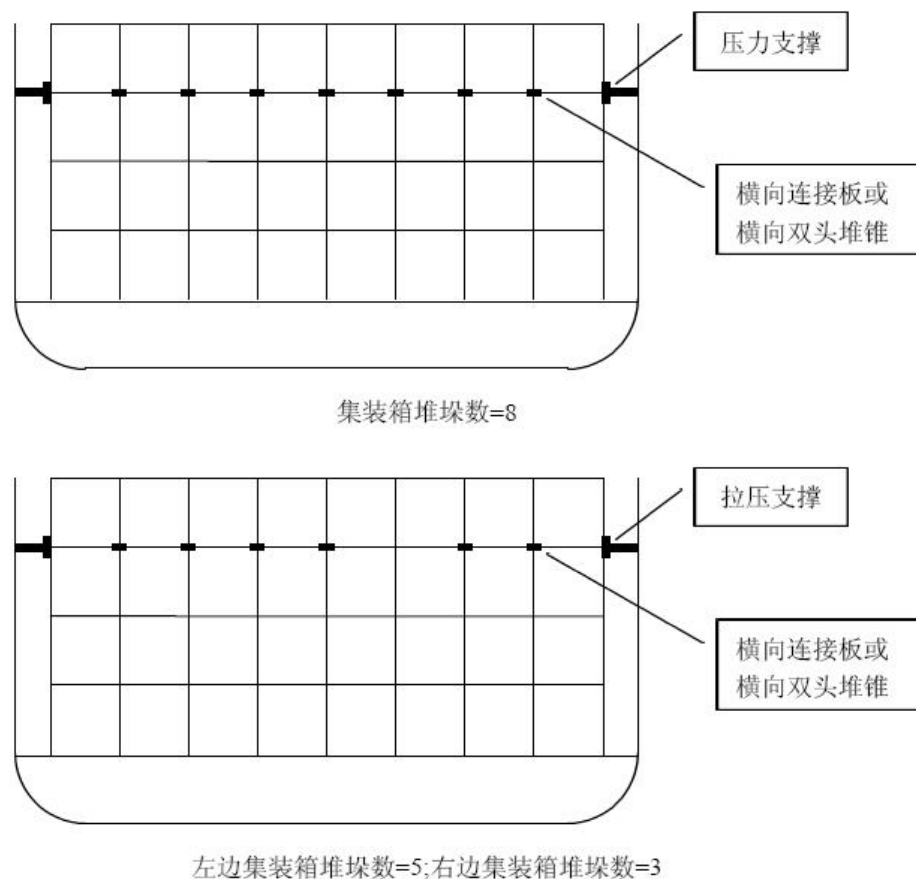 压力支撑
横向连接板或
横向双头堆锥
集装箱堆垛数=8
拉压支撑
横向连接板或
横向双头堆锥
左边集装箱堆垛数=5;右边集装箱堆垛数=3